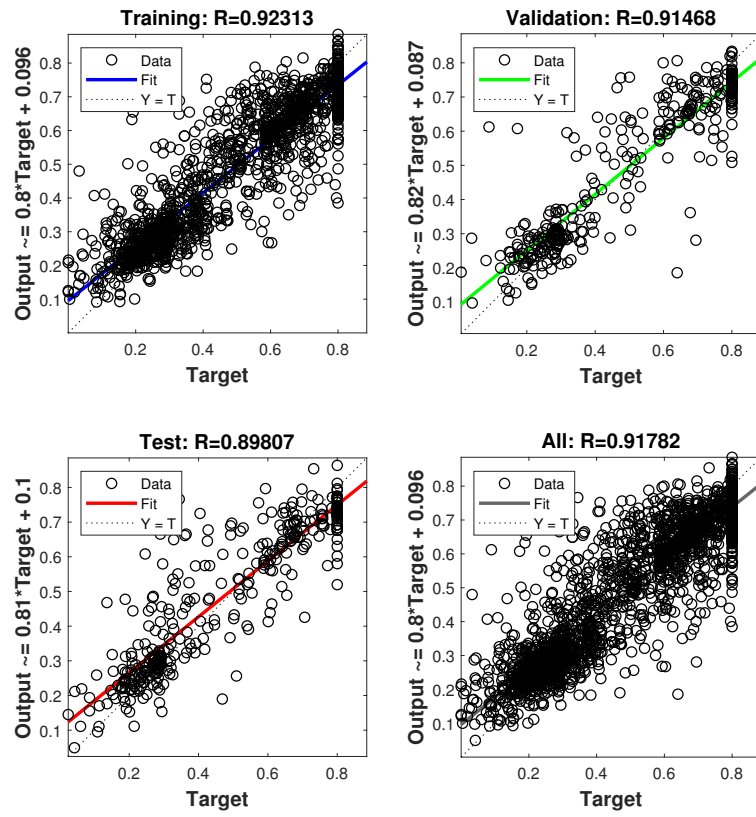 Training: R=0.92313
Output ~= 0.8*Target + 0.096
0.8
0.7
0.6
0.5
0.4
0.3
0.2
0.1
Data
Fit
Y = T
0.2 0.4 0.6 0.8
Target
Validation: R=0.91468
Output ~= 0.82*Target + 0.087
0.8
0.7
0.6
0.5
0.4
0.3
0.2
0.1
Data
Fit
Y = T
0.2 0.4 0.6 0.8
Target
Test: R=0.89807
Output ~= 0.81*Target + 0.1
0.8
0.7
0.6
0.5
0.4
0.3
0.2
0.1
Data
Fit
Y = T
0.2 0.4 0.6 0.8
Target
All: R=0.91782
Output ~= 0.8*Target + 0.096
0.8
0.7
0.6
0.5
0.4
0.3
0.2
0.1
Data
Fit
Y = T
0.2 0.4 0.6 0.8
Target